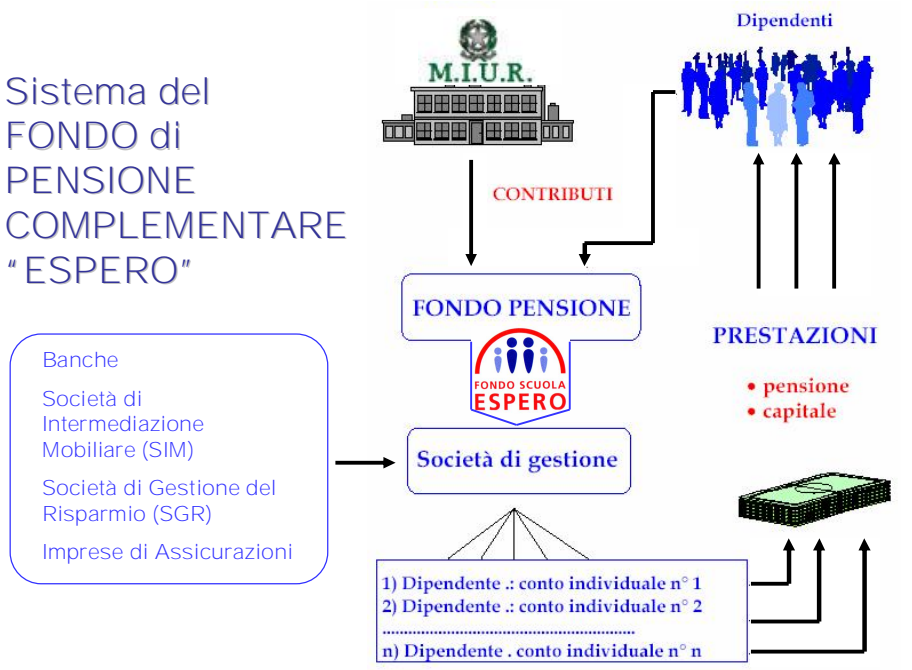 Sistema del
FONDO di
PENSIONE
COMPLEMENTARE
“ESPERO”
M.I.U.R.
Dipendenti
CONTRIBUTI
FONDO PENSIONE
FONDO SCUOLA
ESPERO
PRESTAZIONI
• pensione
• capitale
Banche
Società di
Intermediazione
Mobiliare (SIM)
Società di Gestione del
Risparmio (SGR)
Imprese di Assicurazioni
Società di gestione
1) Dipendente .: conto individuale n° 1
2) Dipendente .: conto individuale n° 2
............................................................
n) Dipendente . conto individuale n° n